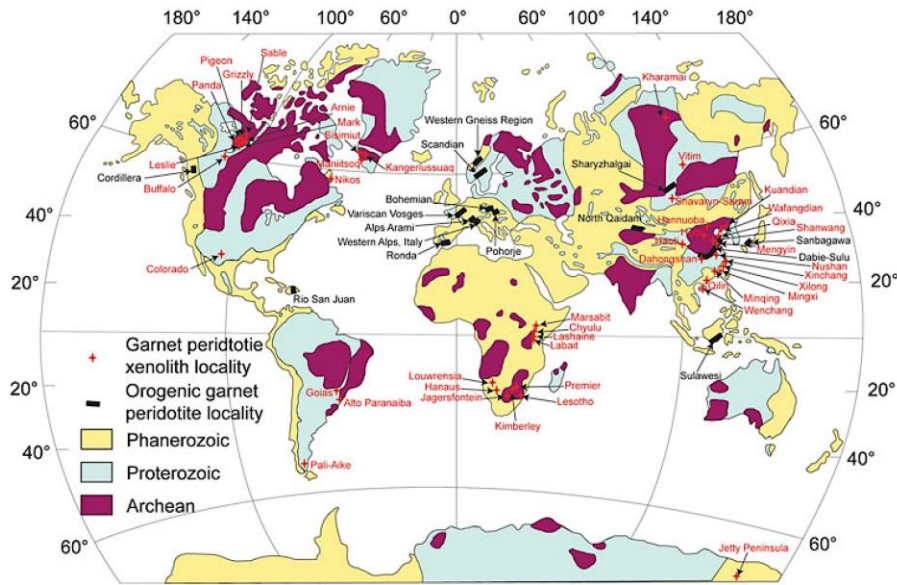 180° 140° 100° 60° 0° 60° 100° 140° 180°
Sable
Pigeon
Grizzly
Panda
Kharamai
60°
60°
Arnie
Mark
Sisimiut
Western Gneiss Region
Scandian
Cordillera
Leslie
Maniitsoq
Kangerlussuaq
Sharyzhalgai
Vitim
Buffalo
Nikos
Shavaryn-Saram
Kuandian
Bohemian
Wafangdian
40°
40°
Variscan Vosges
North Qaidam
Hannuoba
Qixia
Alps Arami
Shanwang
Western Alps, Italy
Haoti
Sanbagawa
Ronda
Pohorje
Mengyin
Colorado
Dahongshan
Dabie-Sulu
Nushan
20°
20°
Xinchang
Rio San Juan
Qilin
Xilong
Minqing
Mingxi
Wenchang
Marsabit
Chyulu
Lashaine
Garnet peridtotie
xenolith locality
Labait
Sulawesi
20°
20°
Orogenic garnet
peridotite locality
Louwrensia
Premier
Goias
Hanaus
Alto Paranaiba
Jagersfontein
Lesotho
Kimberley
Phanerozoic
40°
40°
Proterozoic
Pali-Aike
Archean
60°
60°
Jetty Peninsula